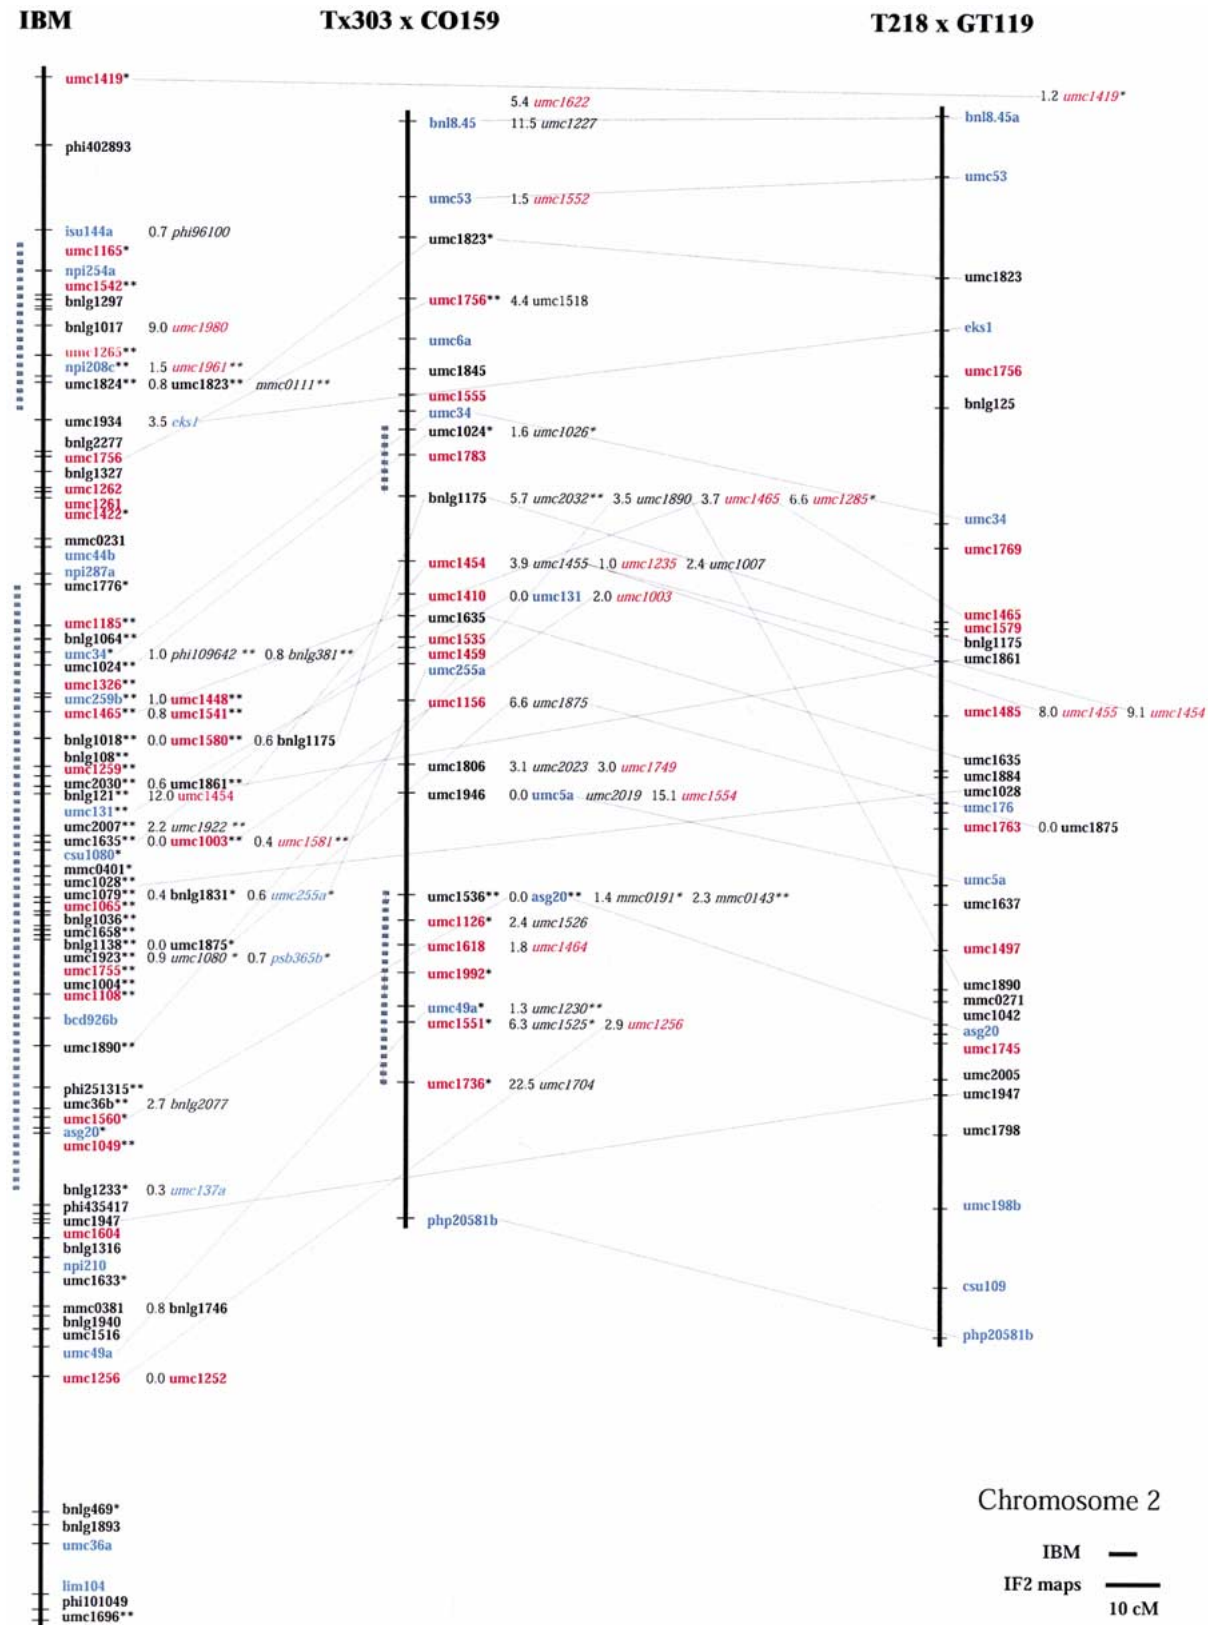 IBM
Tx303 x CO159
T218 x GT119
umc1419*
phi402893
isu144a 0.7 phi96100
umc1165*
npi254a
umc1542**
bnlg1297
bnlg1017 9.0 umc1980
umc1265**
npi208c** 1.5 umc1961**
umc1824** 0.8 umc1823** mmc0111**
umc1934 3.5 eks1
bnlg2277
umc1756
bnlg1327
umc1262
umc1261
umc1422*
mmc0231
umc44b
npi287a
umc1776*
umc1185**
bnlg1064**
umc34* 1.0 phi109642 ** 0.8 bnlg381**
umc1024**
umc1326**
umc259b** 1.0 umc1448**
umc1465** 0.8 umc1541**
bnlg1018** 0.0 umc1580** 0.6 bnlg1175
bnlg108**
umc1259**
umc2030** 0.6 umc1861**
bnlg121** 12.0 umc1454
umc131**
umc2007** 2.2 umc1922 **
umc1635** 0.0 umc1003** 0.4 umc1581**
csu1080*
mmc0401*
umc1028**
umc1079** 0.4 bnlg1831* 0.6 umc255a*
umc1065**
bnlg1036**
umc1658**
bnlg1138** 0.0 umc1875*
umc1923** 0.9 umc1080 * 0.7 psb365b*
umc1755**
umc1004**
umc1108**
bcd926b
umc1890**
phi251315**
umc36b** 2.7 bnlg2077
umc1560*
asg20*
umc1049**
bnlg1233* 0.3 umc137a
phi435417
umc1947
umc1604
bnlg1316
npi210
umc1633*
mmc0381 0.8 bnlg1746
bnlg1940
umc1516
umc49a
umc1256 0.0 umc1252
bnlg469*
bnlg1893
umc36a
lim104
phi101049
umc1696**
5.4 umc1622
bnl8.45 11.5 umc1227
umc53 1.5 umc1552
umc1823*
umc1756** 4.4 umc1518
umc6a
umc1845
umc1555
umc34
umc1024* 1.6 umc1026*
umc1783
bnlg1175 5.7 umc2032** 3.5 umc1890 3.7 umc1465 6.6 umc1285*
umc1454 3.9 umc1455 1.0 umc1235 2.4 umc1007
umc1410 0.0 umc131 2.0 umc1003
umc1635
umc1535
umc1459
umc255a
umc1156 6.6 umc1875
umc1806 3.1 umc2023 3.0 umc1749
umc1946 0.0 umc5a umc2019 15.1 umc1554
umc1536** 0.0 asg20** 1.4 mmc0191* 2.3 mmc0143**
umc1126* 2.4 umc1526
umc1618 1.8 umc1464
umc1992*
umc49a* 1.3 umc1230**
umc1551* 6.3 umc1525* 2.9 umc1256
umc1736* 22.5 umc1704
php20581b
1.2 umc1419*
bnl8.45a
umc53
umc1823
eks1
umc1756
bnlg125
umc34
umc1769
umc1465
umc1579
bnlg1175
umc1861
umc1485 8.0 umc1455 9.1 umc1454
umc1635
umc1884
umc1028
umc176
umc1763 0.0 umc1875
umc5a
umc1637
umc1497
umc1890
mmc0271
umc1042
asg20
umc1745
umc2005
umc1947
umc1798
umc198b
csu109
php20581b
Chromosome 2
IBM
IF2 maps
10 cM